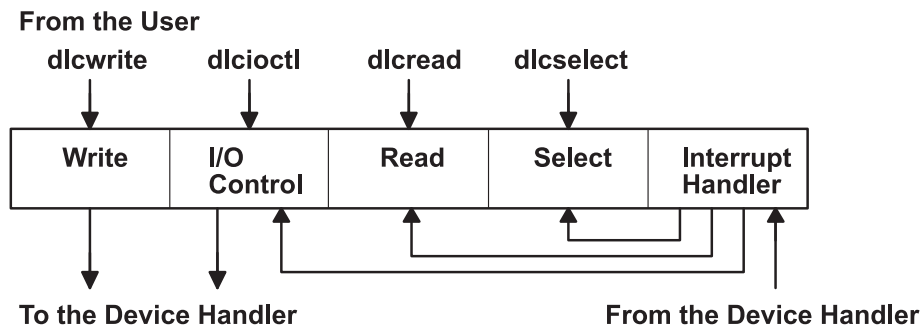 From the User
dlcwrite dlcioctl dlcread dlcselect
Write I/O Control Read Select Interrupt Handler
To the Device Handler From the Device Handler